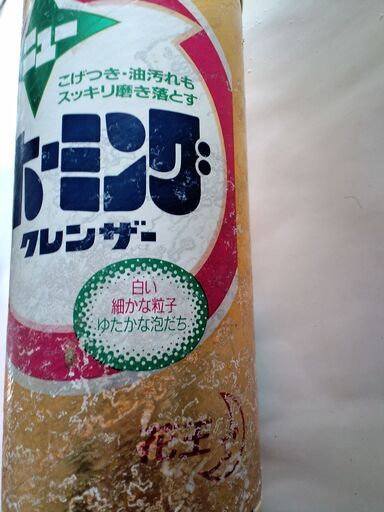 ニュー
こげつき・油汚れも
スッキリ磨き落とす
ホーミング
クレンザー
白い
細かな粒子
ゆたかな泡だち
花王